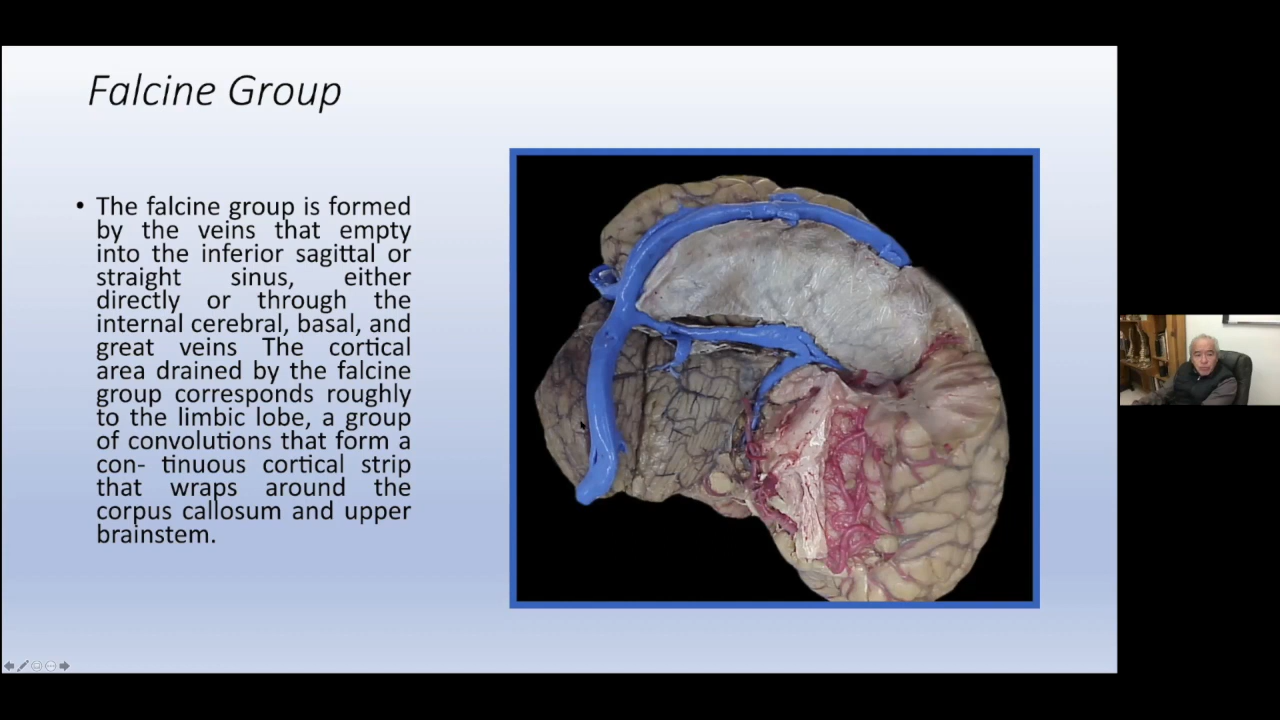 Falcine Group
• The falcine group is formed
by the veins that empty
into the inferior sagittal or
straight sinus, either
directly or through the
internal cerebral, basal, and
great veins The cortical
area drained by the falcine
group corresponds roughly
to the limbic lobe, a group
of convolutions that form a
con- tinuous cortical strip
that wraps around the
corpus callosum and upper
brainstem.